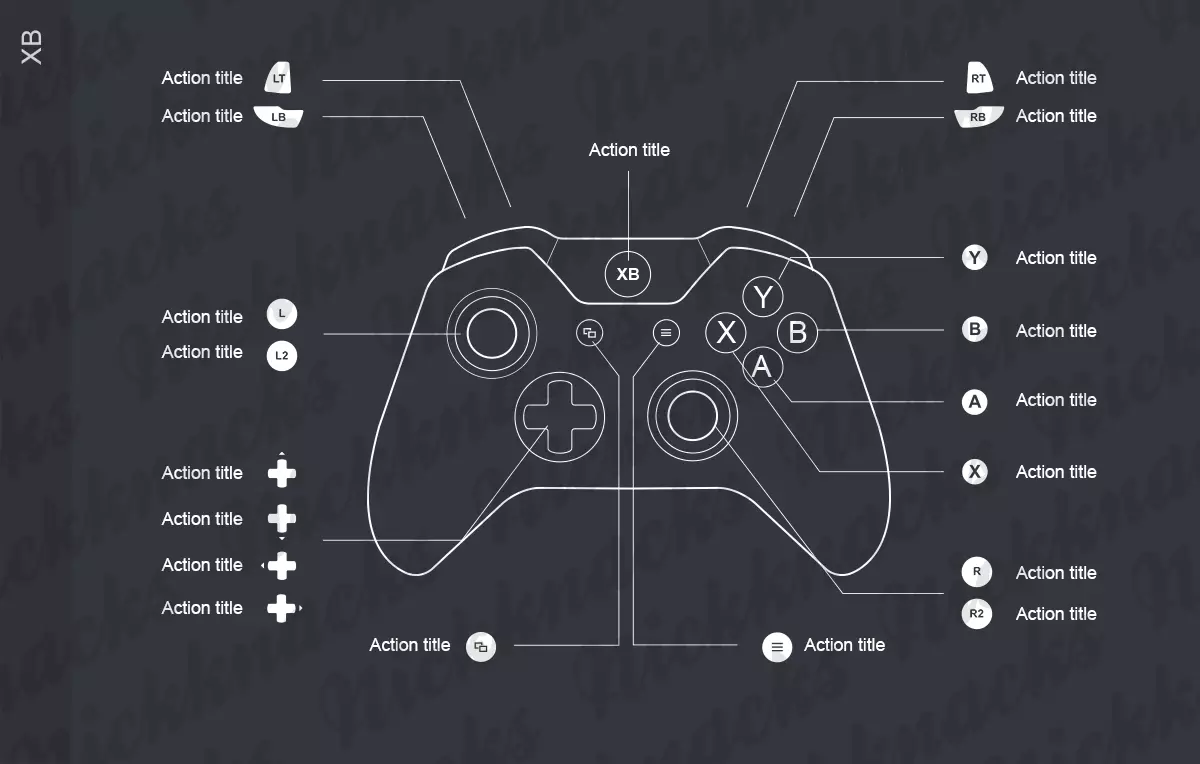 XB
Action title LT
Action title LB
RT Action title
RB Action title
Action title
XB
Y
X
B
A
Y Action title
B Action title
A Action title
X Action title
Action title L
Action title L2
Action title
Action title
Action title
Action title
R Action title
R2 Action title
Action title
Action title